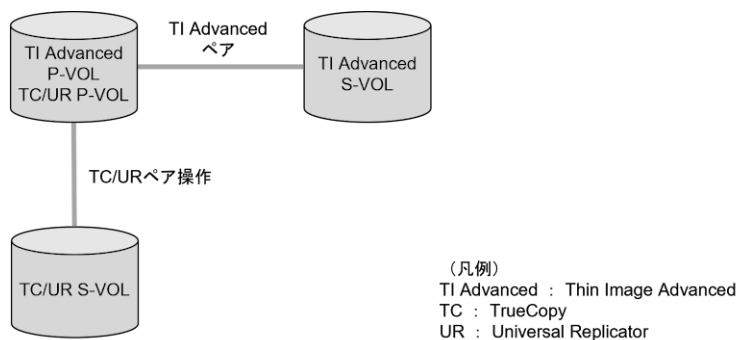 TI Advanced
P-VOL
TC/UR P-VOL
TI Advanced
ペア
TI Advanced
S-VOL
TC/URペア操作
TC/UR S-VOL
（凡例）
TI Advanced ： Thin Image Advanced
TC ： TrueCopy
UR ： Universal Replicator